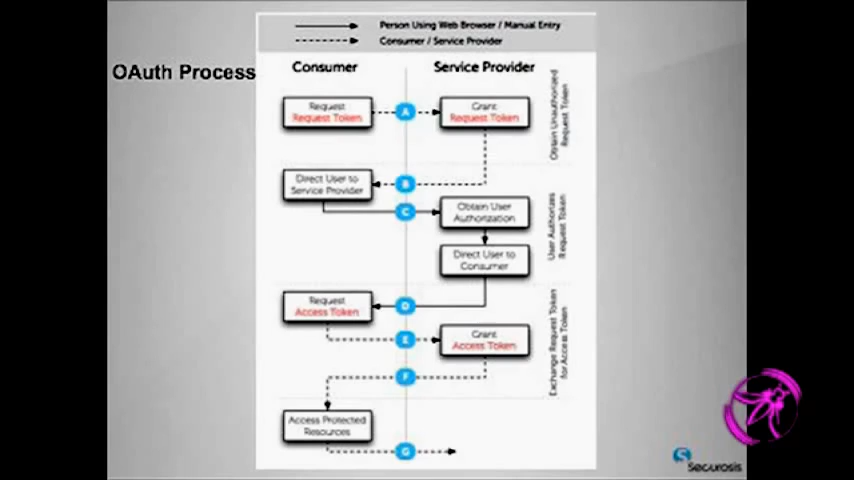 Person Using Web Browser / Manual Entry
Consumer / Service Provider
OAuth Process
Consumer
Service Provider
Request
Request Token
A
Grant
Request Token
Obtain Unauthorized
Request Token
Direct User to
Service Provider
B
C
Obtain User
Authorization
User Authorizes
Request Token
Direct User to
Consumer
Request
Access Token
D
E
Grant
Access Token
Exchange Request Token
for Access Token
F
Access Protected
Resources
G
Securosis